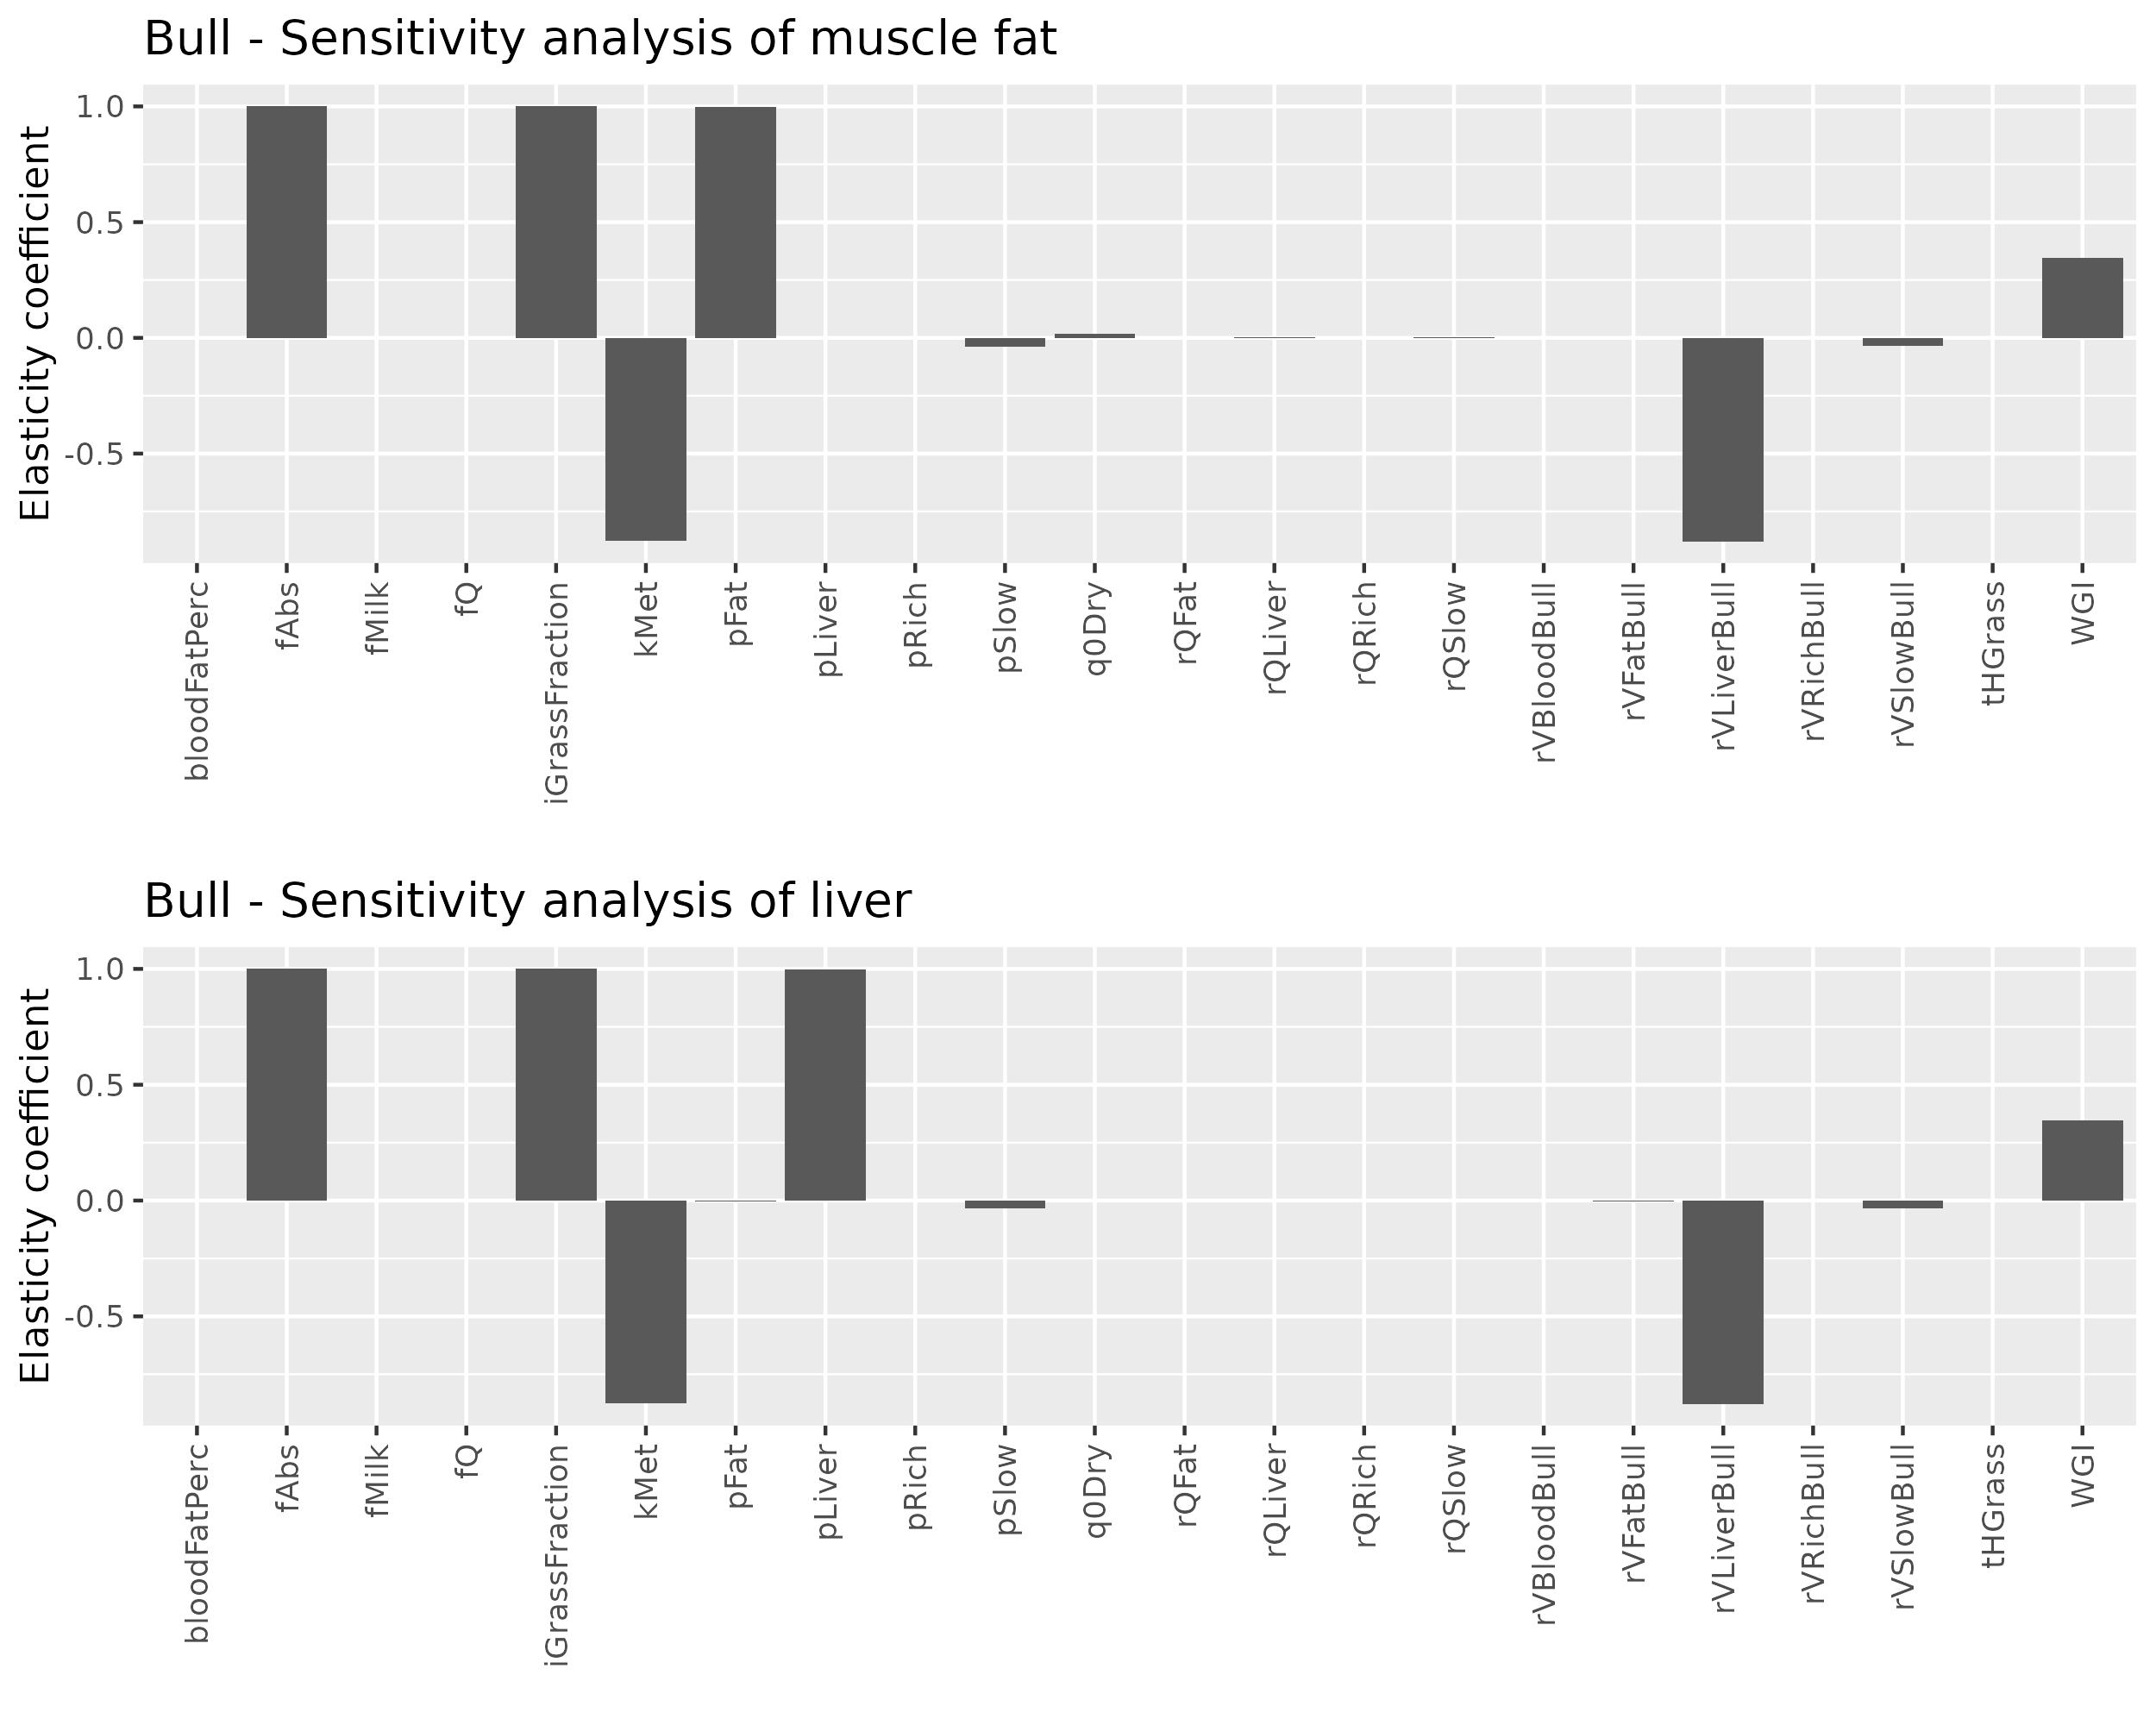 Bull - Sensitivity analysis of muscle fat
Elasticity coefficient
1.0
0.5
0.0
-0.5
bloodFatPerc
fAbs
fMilk
fQ
iGrassFraction
kMet
pFat
pLiver
pRich
pSlow
q0Dry
rQFat
rQLiver
rQRich
rQSlow
rVBloodBull
rVFatBull
rVLiverBull
rVRichBull
rVSlowBull
tHGrass
WGI
Bull - Sensitivity analysis of liver
Elasticity coefficient
1.0
0.5
0.0
-0.5
bloodFatPerc
fAbs
fMilk
fQ
iGrassFraction
kMet
pFat
pLiver
pRich
pSlow
q0Dry
rQFat
rQLiver
rQRich
rQSlow
rVBloodBull
rVFatBull
rVLiverBull
rVRichBull
rVSlowBull
tHGrass
WGI